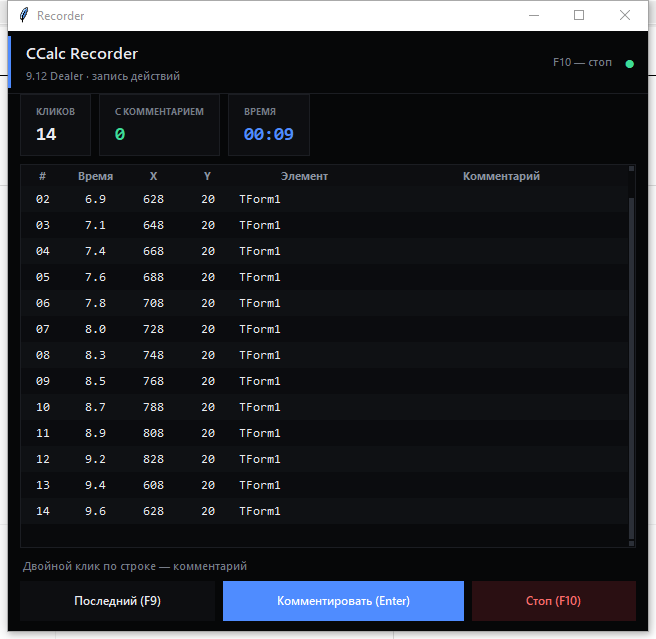 Recorder
CCalc Recorder
9.12 Dealer · запись действий
F10 — стоп
КЛИКОВ С КОММЕНТАРИЕМ ВРЕМЯ
14 0 00:09
# Время X Y Элемент Комментарий
02 6.9 628 20 TForm1
03 7.1 648 20 TForm1
04 7.4 668 20 TForm1
05 7.6 688 20 TForm1
06 7.8 708 20 TForm1
07 8.0 728 20 TForm1
08 8.3 748 20 TForm1
09 8.5 768 20 TForm1
10 8.7 788 20 TForm1
11 8.9 808 20 TForm1
12 9.2 828 20 TForm1
13 9.4 608 20 TForm1
14 9.6 628 20 TForm1
Двойной клик по строке — комментарий
Последний (F9) Комментировать (Enter) Стоп (F10)